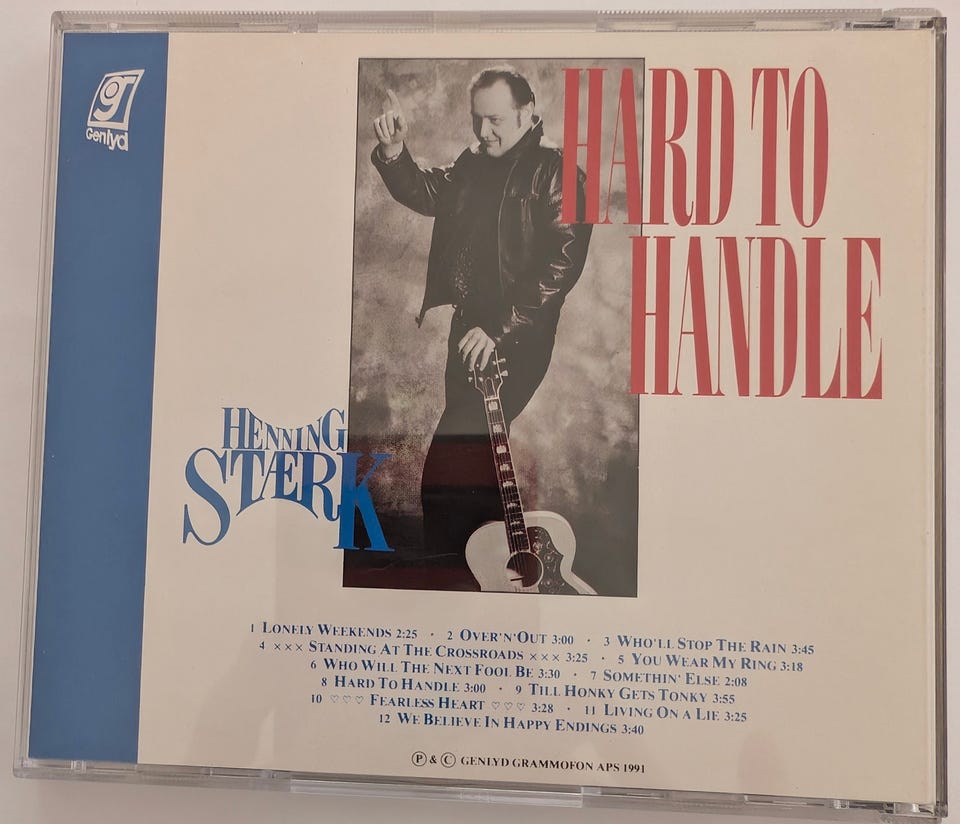 gr
Genlyd
HARD TO
HANDLE
HENNING
STÆRK
1 LONELY WEEKENDS 2:25 · 2 OVER'N'OUT 3:00 · 3 WHO'LL STOP THE RAIN 3:45
4 ××× STANDING AT THE CROSSROADS ××× 3:25 · 5 YOU WEAR MY RING 3:18
6 WHO WILL THE NEXT FOOL BE 3:30 · 7 SOMETHIN' ELSE 2:08
8 HARD TO HANDLE 3:00 · 9 TILL HONKY GETS TONKY 3:55
10 ♡♡♡ FEARLESS HEART ♡♡♡ 3:28 · 11 LIVING ON A LIE 3:25
12 WE BELIEVE IN HAPPY ENDINGS 3:40
Ⓟ & © GENLYD GRAMMOFON APS 1991